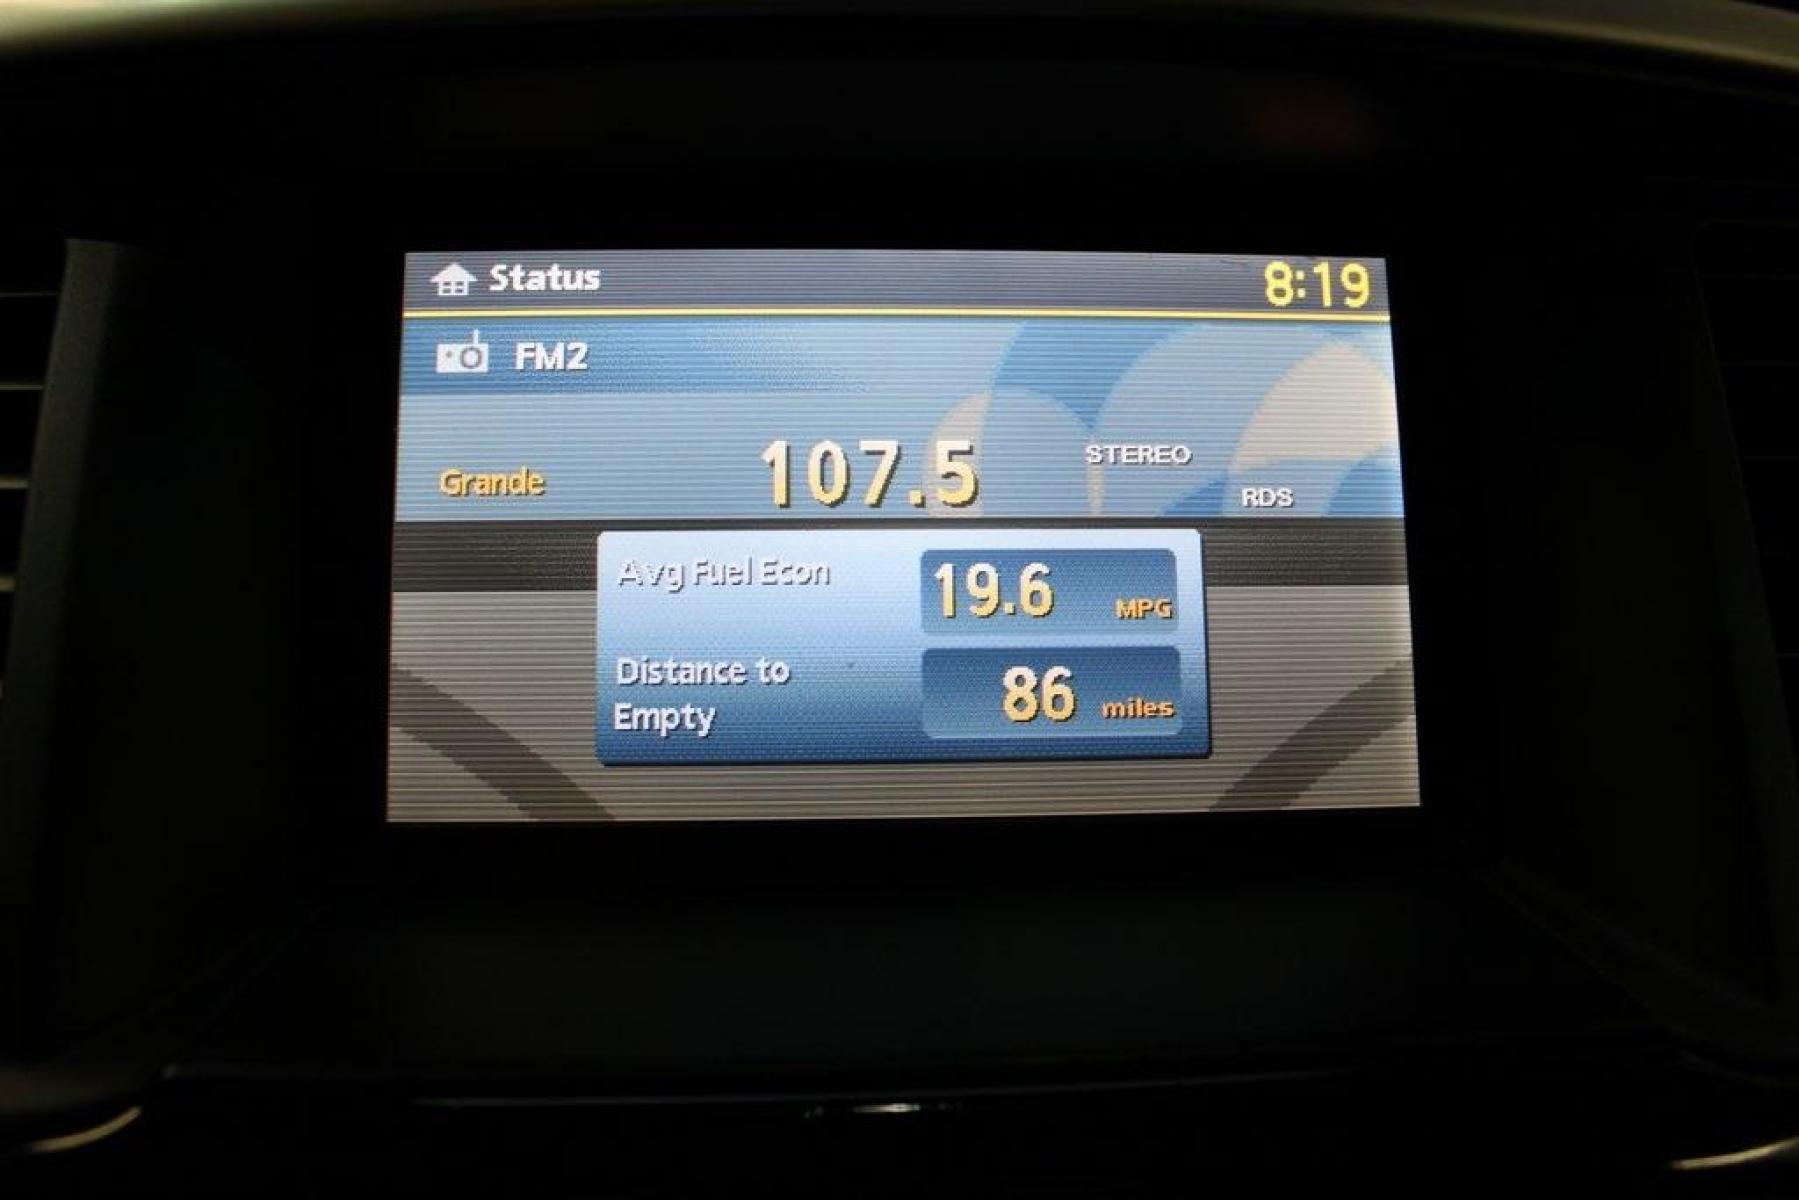 Status 8:19
FM2
Grande 107.5 STEREO
RDS
Avg Fuel Econ 19.6 MPG
Distance to
Empty 86 miles